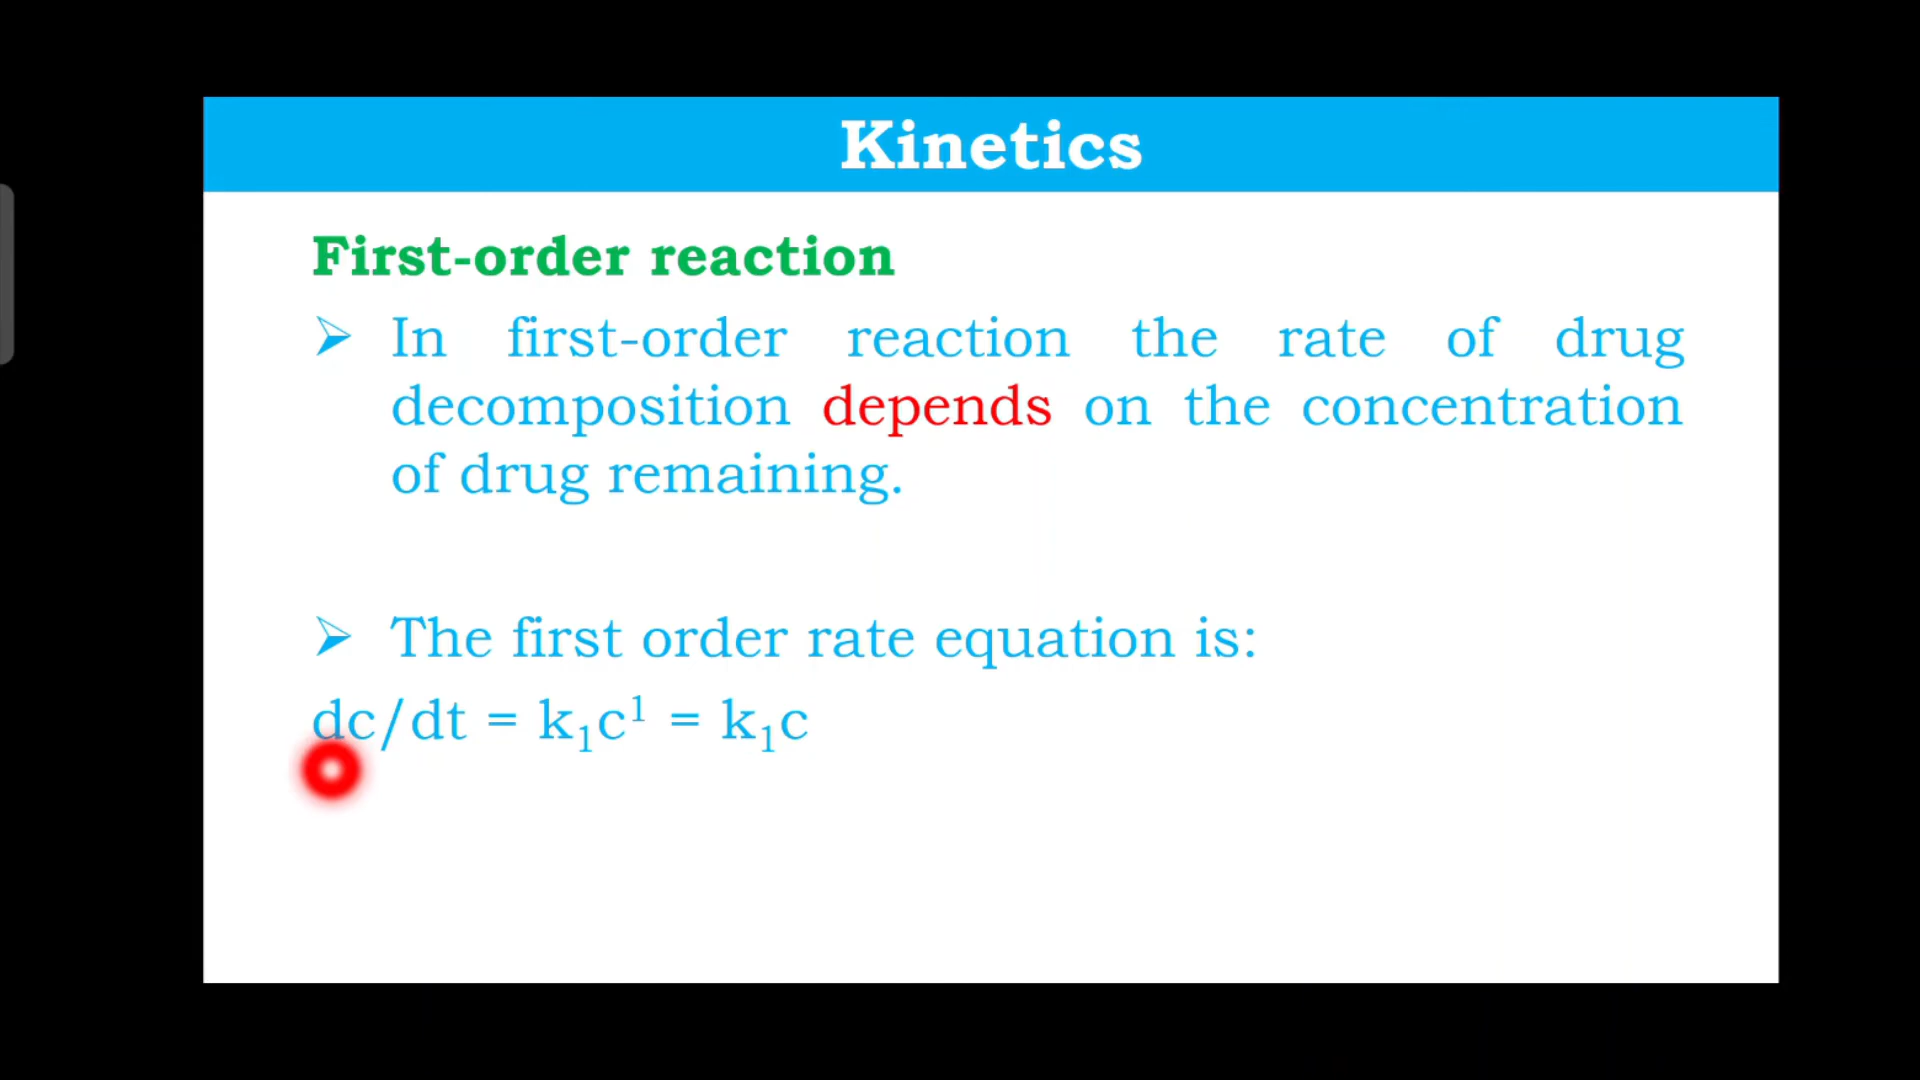 Kinetics
First-order reaction
➢ In first-order reaction the rate of drug
decomposition depends on the concentration
of drug remaining.
➢ The first order rate equation is:
dc/dt = k₁c¹ = k₁c